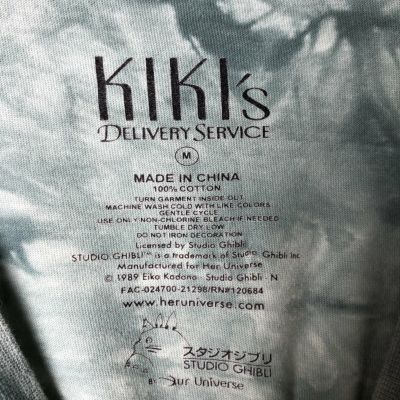 KIKI's
DELIVERY SERVICE
M
MADE IN CHINA
100% COTTON
TURN GARMENT INSIDE OUT
MACHINE WASH COLD WITH LIKE COLORS
GENTLE CYCLE
USE ONLY NON-CHLORINE BLEACH IF NEEDED
TUMBLE DRY LOW
DO NOT IRON DECORATION
Licensed by Studio Ghibli
STUDIO GHIBLI™ is a trademark of Studio Ghibli Inc
Manufactured for Her Universe
© 1989 Eiko Kadono - Studio Ghibli - N
FAC-024700-21298/RN#120684
www.heruniverse.com
スタジオジブリ
STUDIO GHIBLI
BY Her Universe